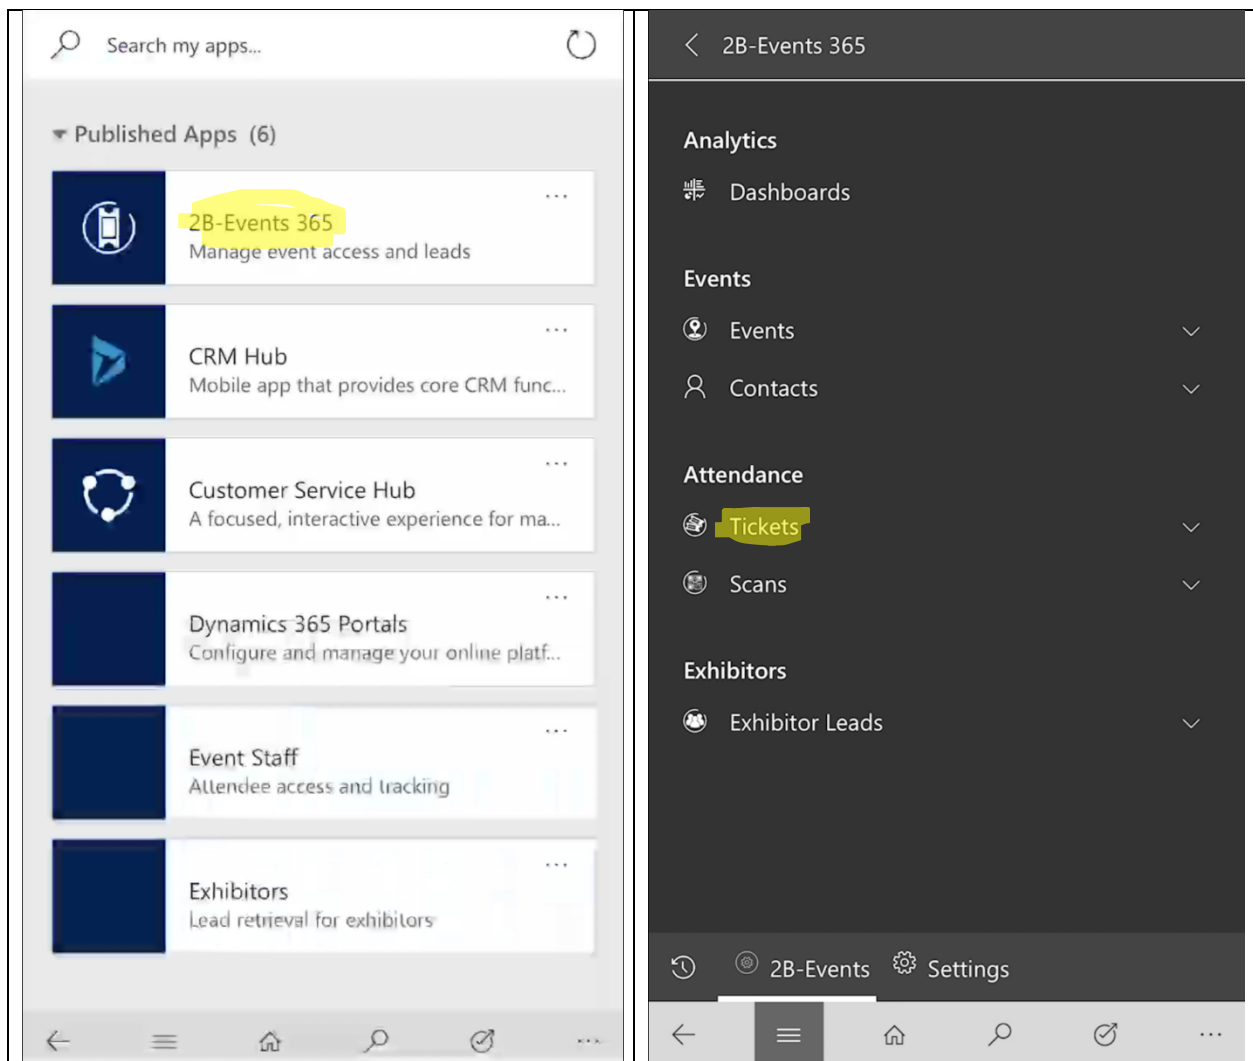 Search my apps...
Published Apps (6)
2B-Events 365
Manage event access and leads
CRM Hub
Mobile app that provides core CRM func...
Customer Service Hub
A focused, interactive experience for ma...
Dynamics 365 Portals
Configure and manage your online platf...
Event Staff
Attendee access and tracking
Exhibitors
Lead retrieval for exhibitors
2B-Events 365
Analytics
Dashboards
Events
Events
Contacts
Attendance
Tickets
Scans
Exhibitors
Exhibitor Leads
2B-Events Settings